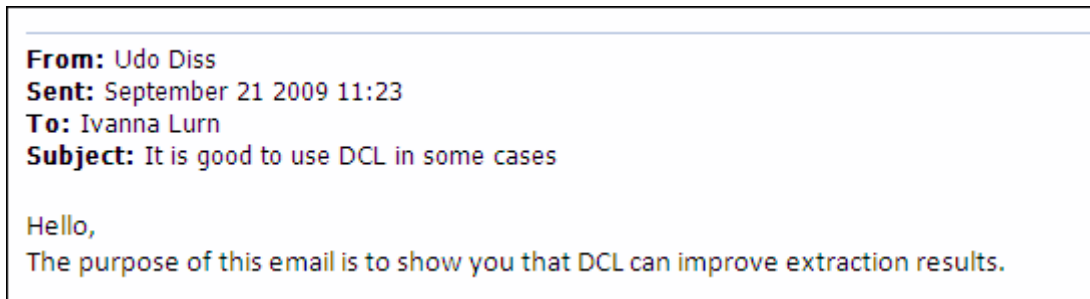 From: Udo Diss
Sent: September 21 2009 11:23
To: Ivanna Lurn
Subject: It is good to use DCL in some cases
Hello,
The purpose of this email is to show you that DCL can improve extraction results.